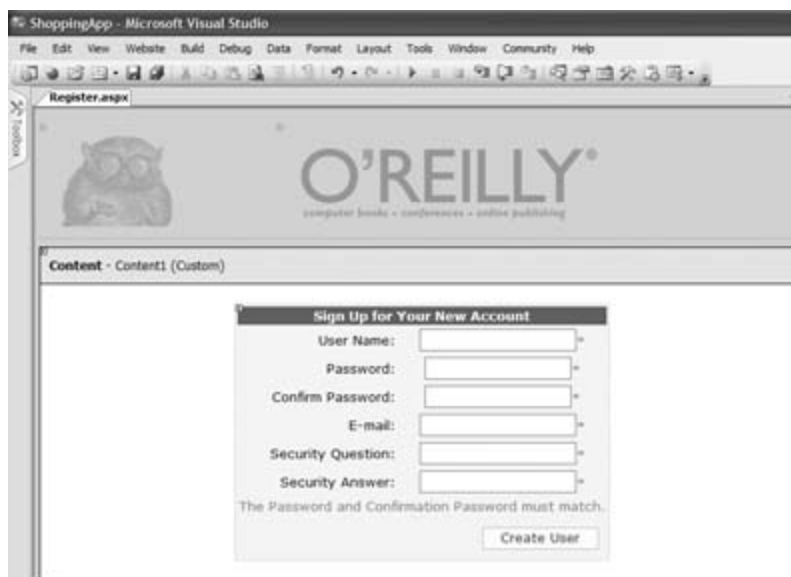 ShoppingApp - Microsoft Visual Studio
File Edit View Website Build Debug Data Format Layout Tools Window Community Help
Toolbox
Register.aspx
O'REILLY®
computer books • conferences • online publishing
Content - Content1 (Custom)
Sign Up for Your New Account
User Name: *
Password: *
Confirm Password: *
E-mail: *
Security Question: *
Security Answer: *
The Password and Confirmation Password must match.
Create User